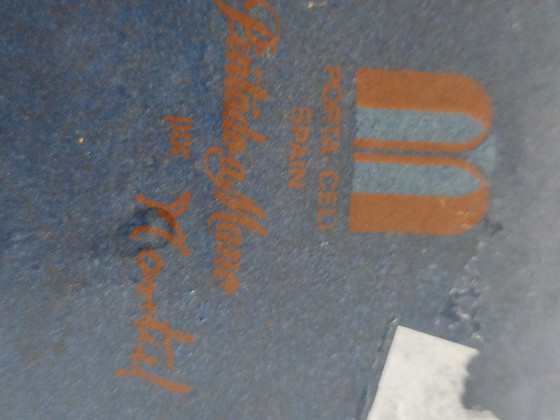 PORTA CELI
SPAIN
Pintado a Mano
por